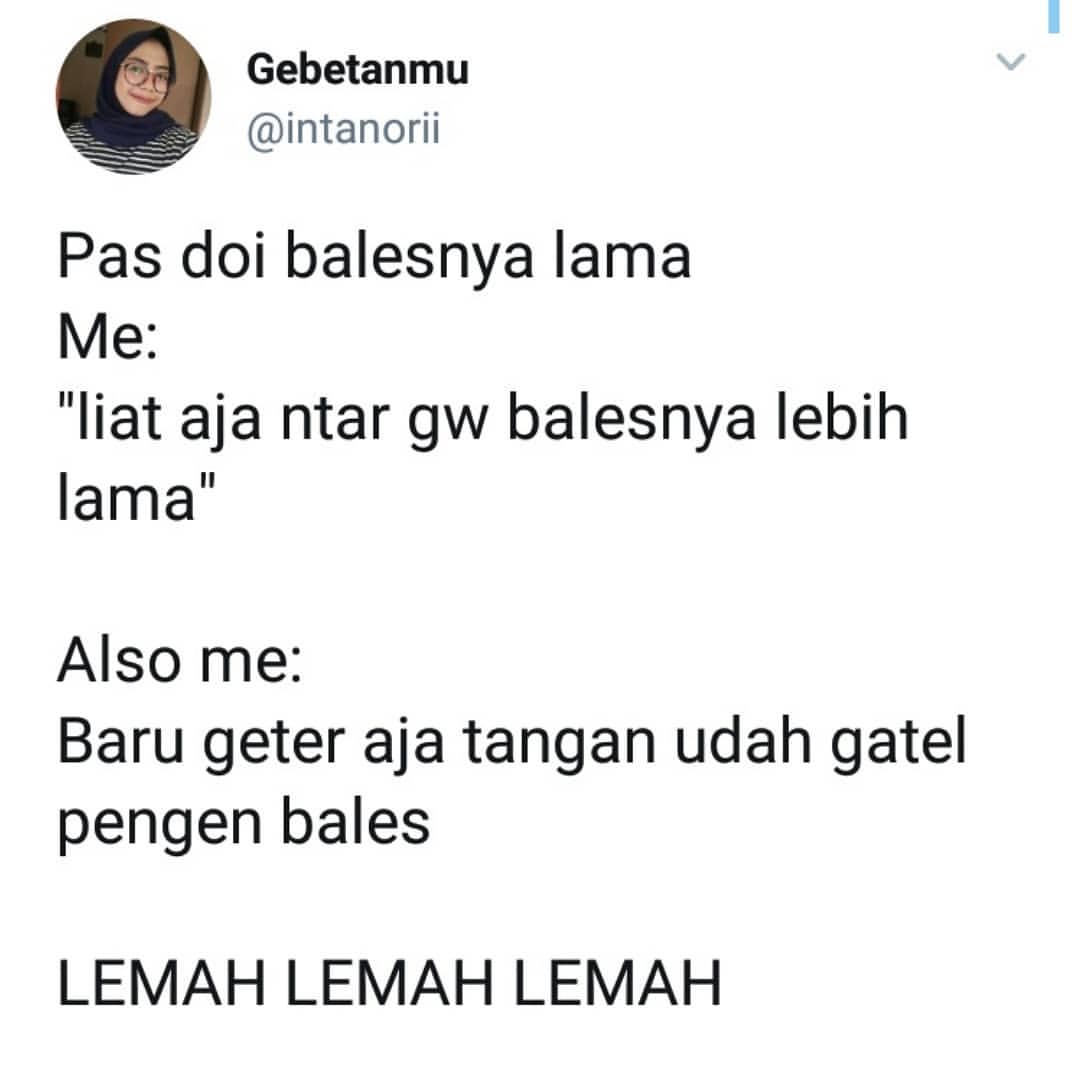 Gebetanmu
@intanorii
Pas doi balesnya lama
Me:
"liat aja ntar gw balesnya lebih
lama"
Also me:
Baru geter aja tangan udah gatel
pengen bales
LEMAH LEMAH LEMAH